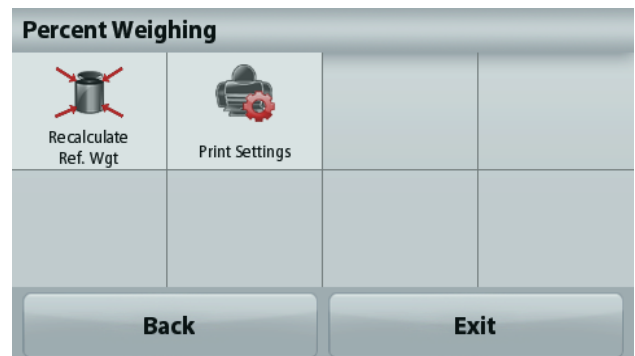 Percent Weighing
Recalculate
Ref. Wgt
Print Settings
Back
Exit